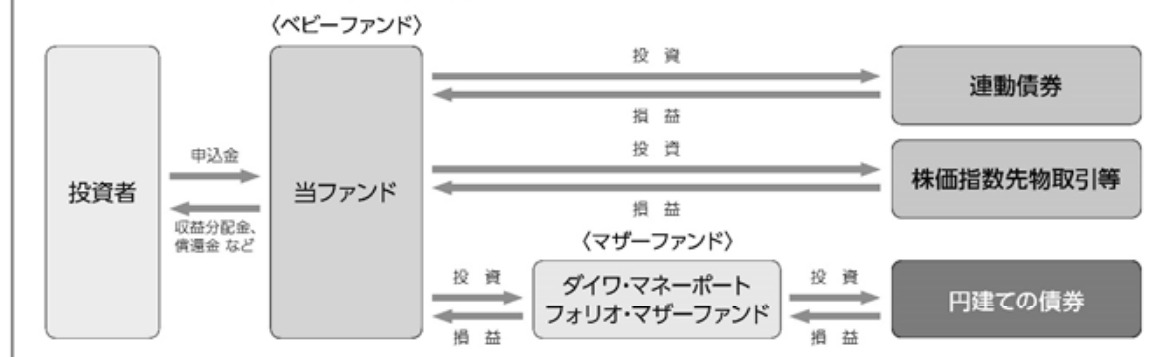 〈ベビーファンド〉
投資者
申込金
収益分配金、
償還金 など
当ファンド
投 資
損 益
連動債券
投 資
損 益
株価指数先物取引等
〈マザーファンド〉
投 資
損 益
ダイワ・マネーポート
フォリオ・マザーファンド
投 資
損 益
円建ての債券